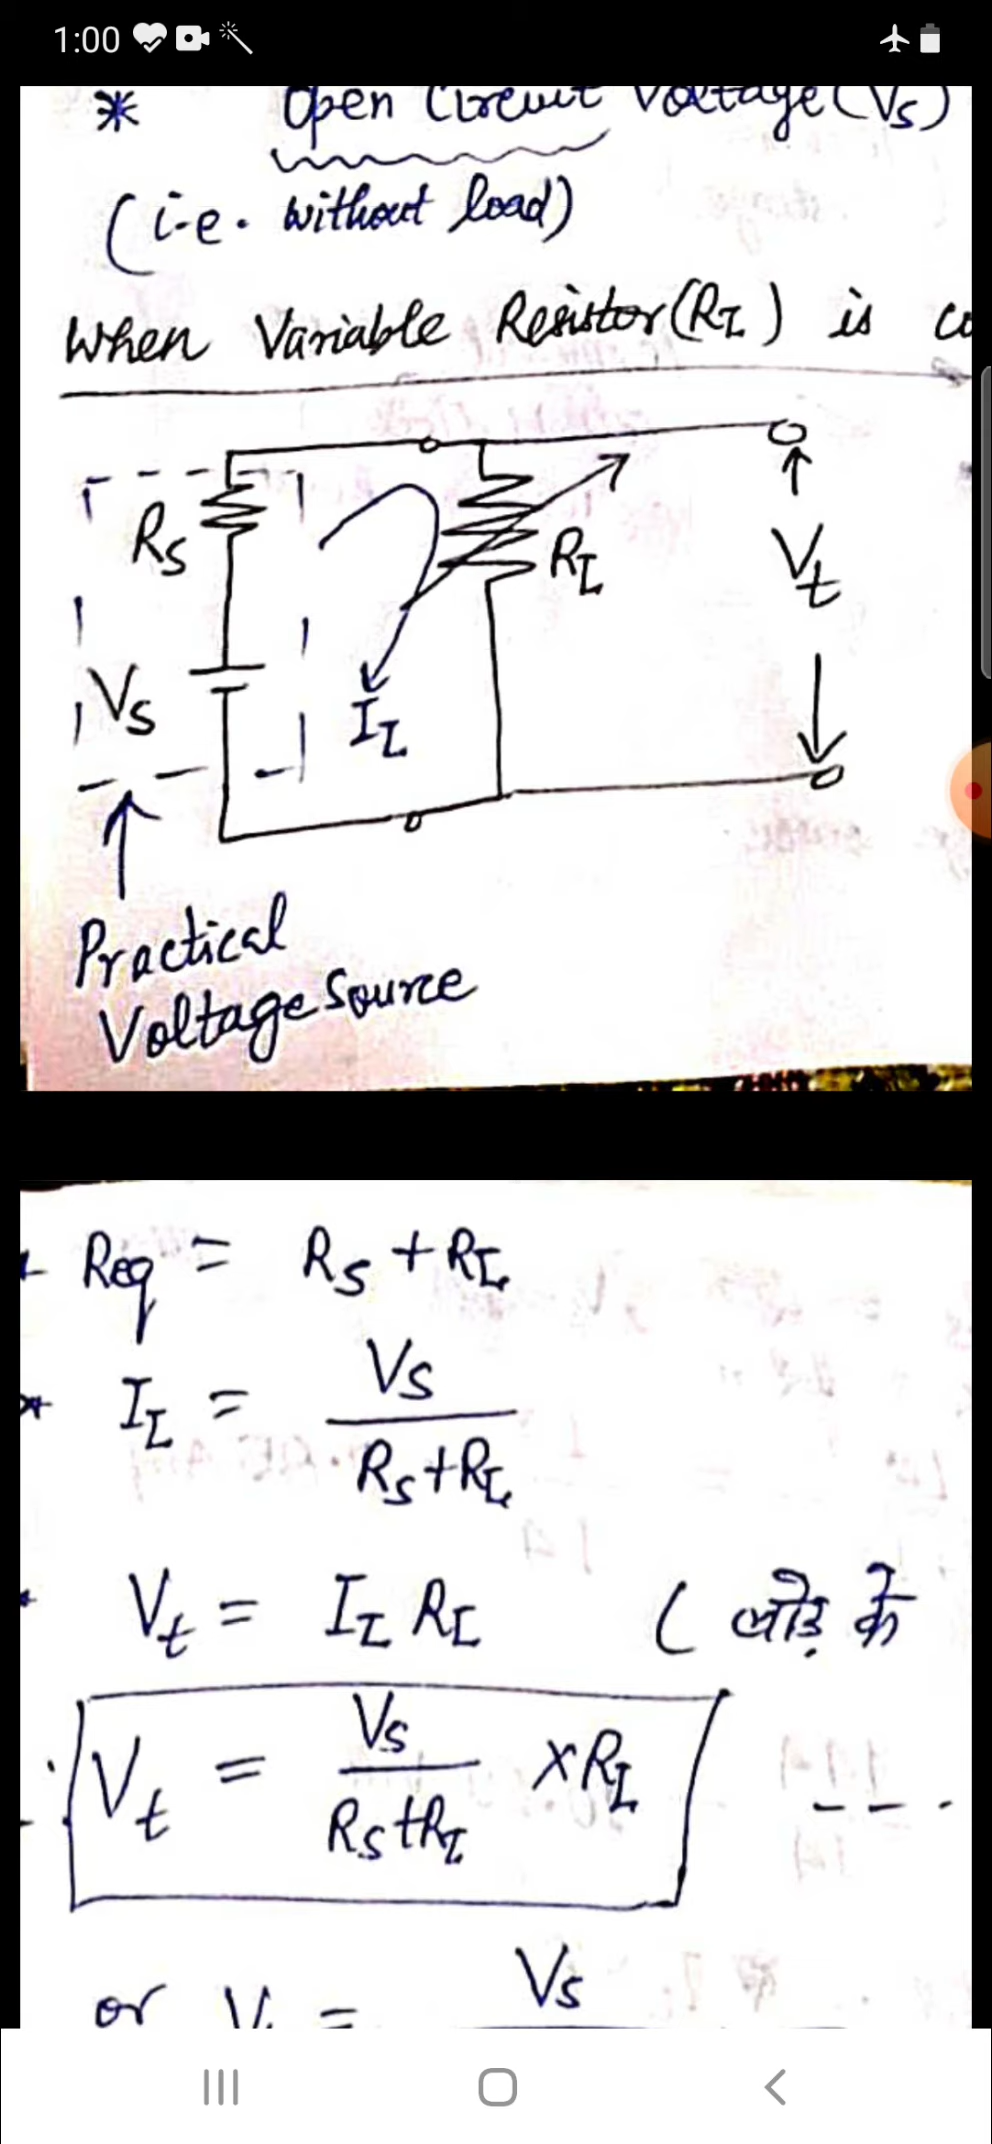 1:00
* Open Circuit Voltage (Vs)
(i-e. without load)
When Variable Resistor (RL) is
Rs
RL
Vt
Vs
IL
Practical
Voltage Source
Req = Rs + RL
* IL = Vs / Rs+RL
Vt = IL RL ( लोड के
Vt = Vs / Rs+RL × RL ---
or V = Vs